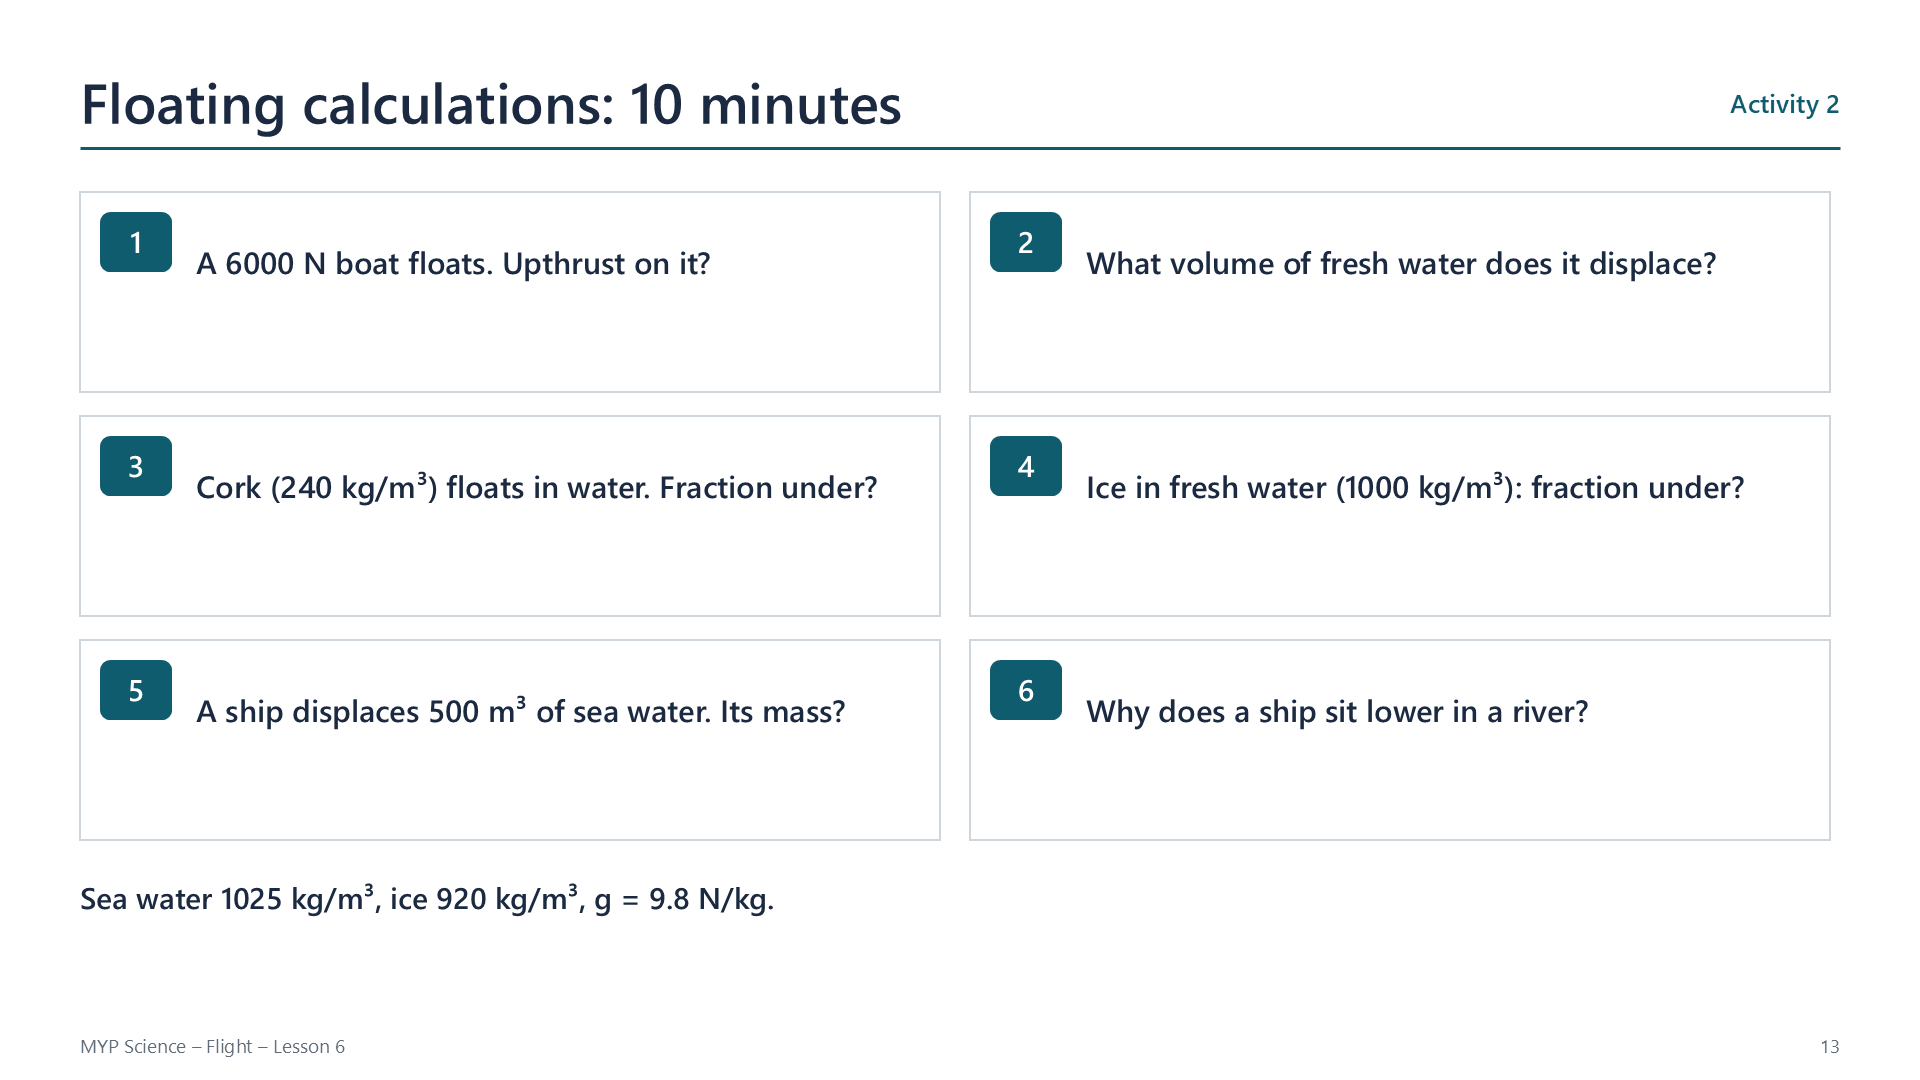 Floating calculations: 10 minutes
Activity 2
1
A 6000 N boat floats. Upthrust on it?
2
What volume of fresh water does it displace?
3
Cork (240 kg/m³) floats in water. Fraction under?
4
Ice in fresh water (1000 kg/m³): fraction under?
5
A ship displaces 500 m³ of sea water. Its mass?
6
Why does a ship sit lower in a river?
Sea water 1025 kg/m³, ice 920 kg/m³, g = 9.8 N/kg.
MYP Science – Flight – Lesson 6
13